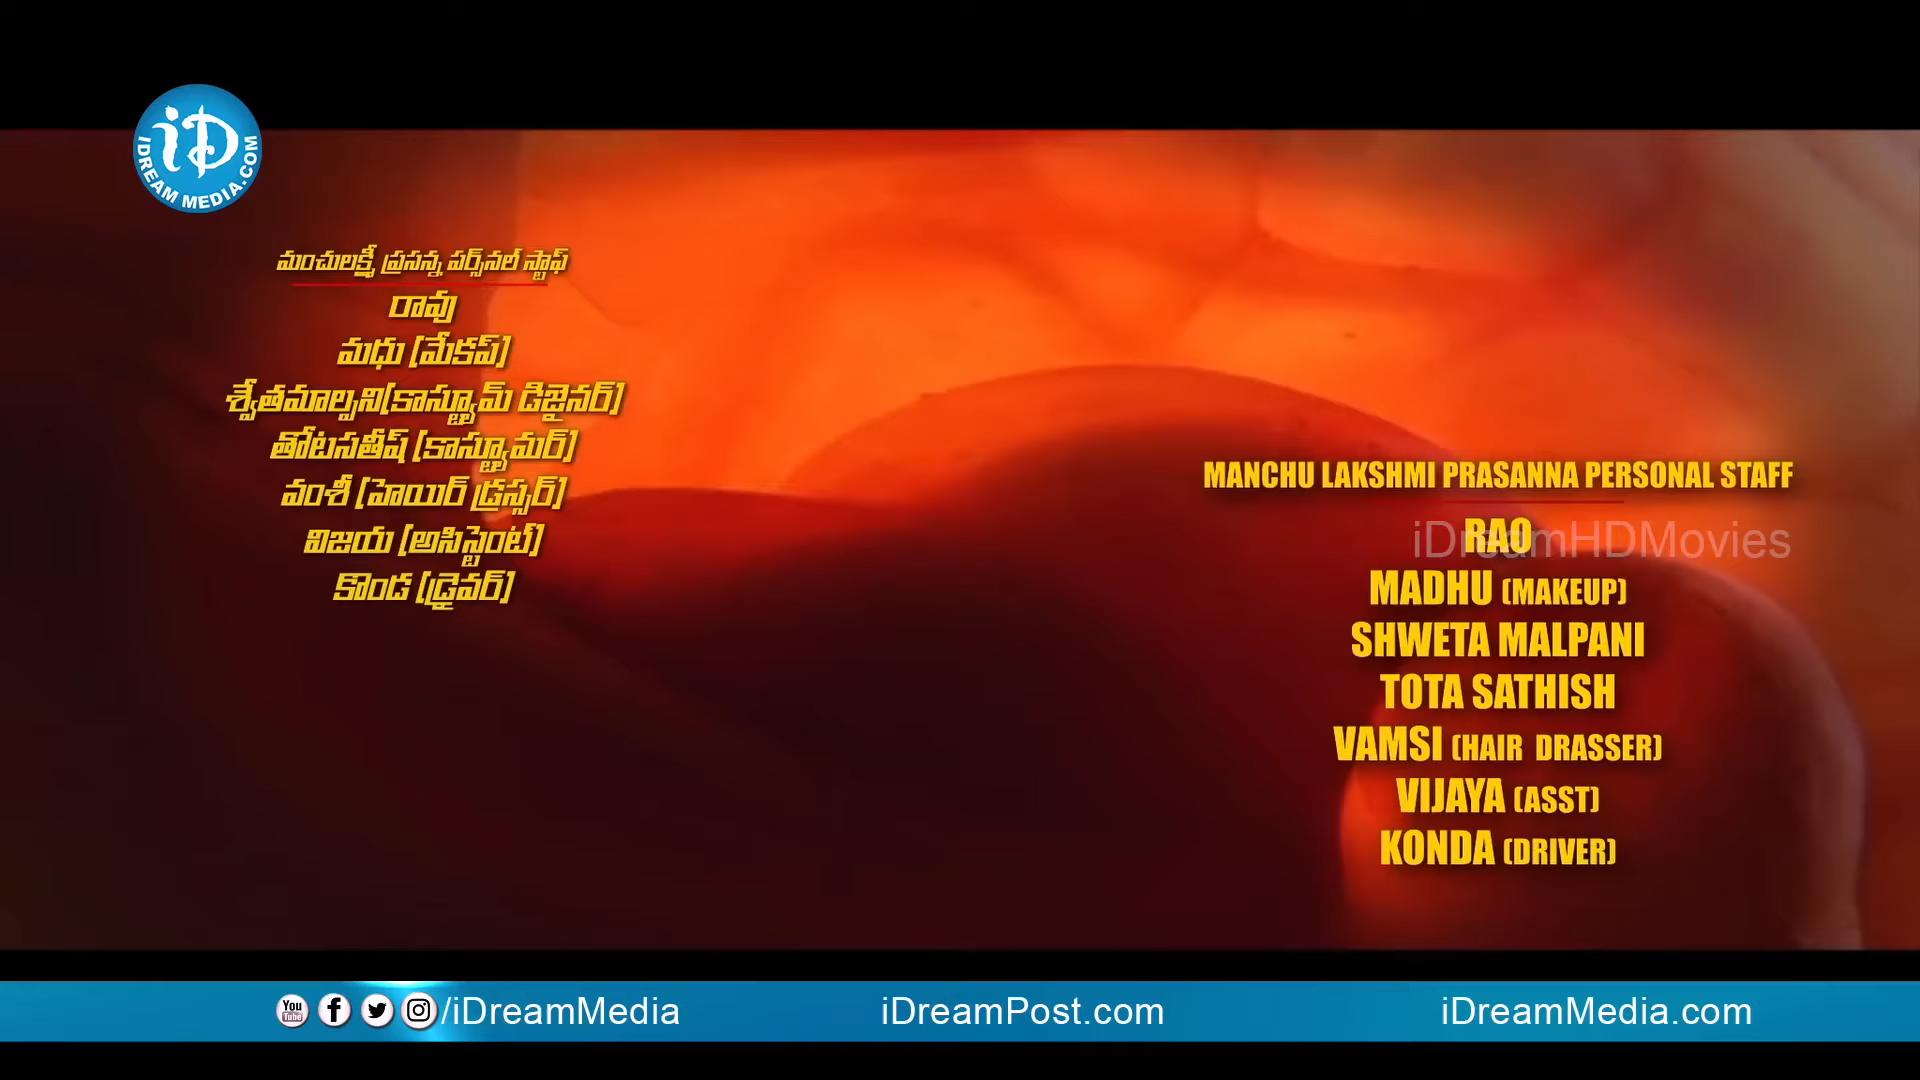 iD
IDREAM MEDIA.COM
మంచులక్ష్మీ ప్రసన్న పర్సనల్ స్టాఫ్
రావు
మధు (మేకప్)
శ్వేతమాల్పని(కాస్ట్యూమ్ డిజైనర్)
తోటసతీష్ (కాస్ట్యూమర్)
వంశీ (హెయిర్ డ్రస్సర్)
విజయ (అసిస్టెంట్)
కొండ (డ్రైవర్)
MANCHU LAKSHMI PRASANNA PERSONAL STAFF
RAO
iDreamHDMovies
MADHU (MAKEUP)
SHWETA MALPANI
TOTA SATHISH
VAMSI (HAIR DRASSER)
VIJAYA (ASST)
KONDA (DRIVER)
You Tube /iDreamMedia iDreamPost.com iDreamMedia.com